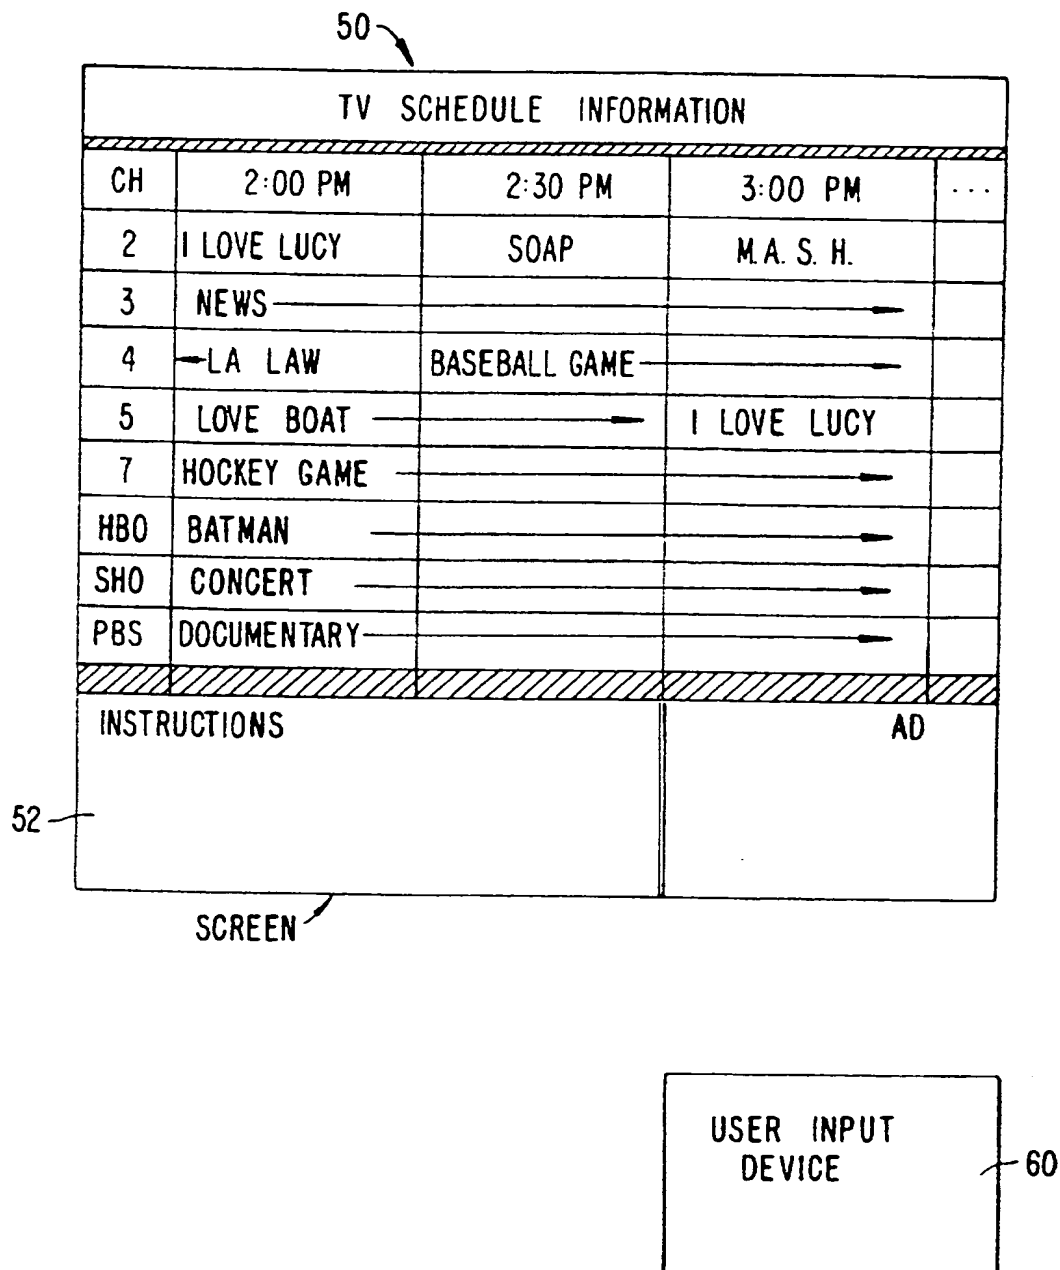 50
TV SCHEDULE INFORMATION
CH 2:00 PM 2:30 PM 3:00 PM ...
2 I LOVE LUCY SOAP M.A.S.H.
3 NEWS
4 LA LAW BASEBALL GAME
5 LOVE BOAT I LOVE LUCY
7 HOCKEY GAME
HBO BATMAN
SHO CONCERT
PBS DOCUMENTARY
INSTRUCTIONS AD
52
SCREEN
USER INPUT
DEVICE
60